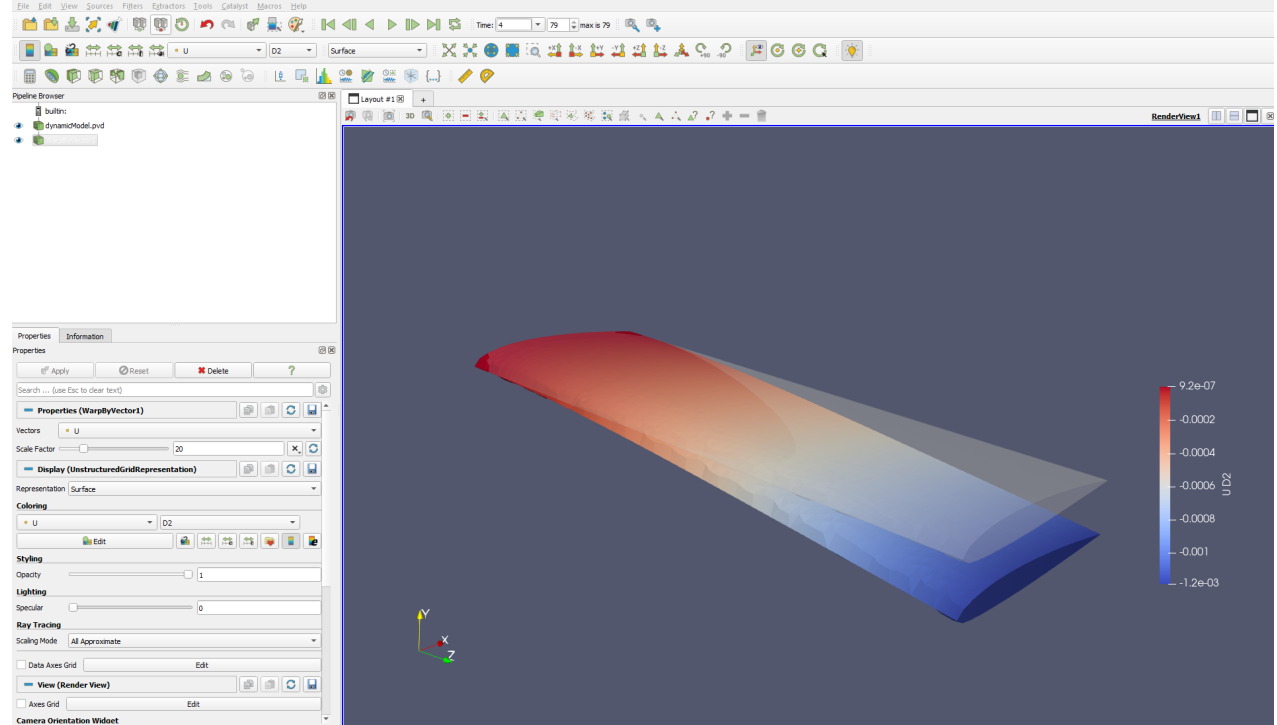 File Edit View Sources Filters Extractors Tools Catalyst Macros Help
Time: 4 79 max is 79
U D2 Surface
+X -X +Y -Y +Z -Z +90 -90
Pipeline Browser
builtin:
dynamicModel.pvd
Layout #1 +
3D
RenderView1
Properties Information
Properties
Apply Reset Delete ?
Search ... (use Esc to clear text)
Properties (WarpByVector1)
Vectors U
Scale Factor 20
Display (UnstructuredGridRepresentation)
Representation Surface
Coloring
U D2
Edit
Styling
Opacity 1
Lighting
Specular 0
Ray Tracing
Scaling Mode All Approximate
Data Axes Grid Edit
View (Render View)
Axes Grid Edit
Camera Orientation Widget
9.2e-07
-0.0002
-0.0004
-0.0006
-0.0008
-0.001
-1.2e-03
U D2
Y
X
Z